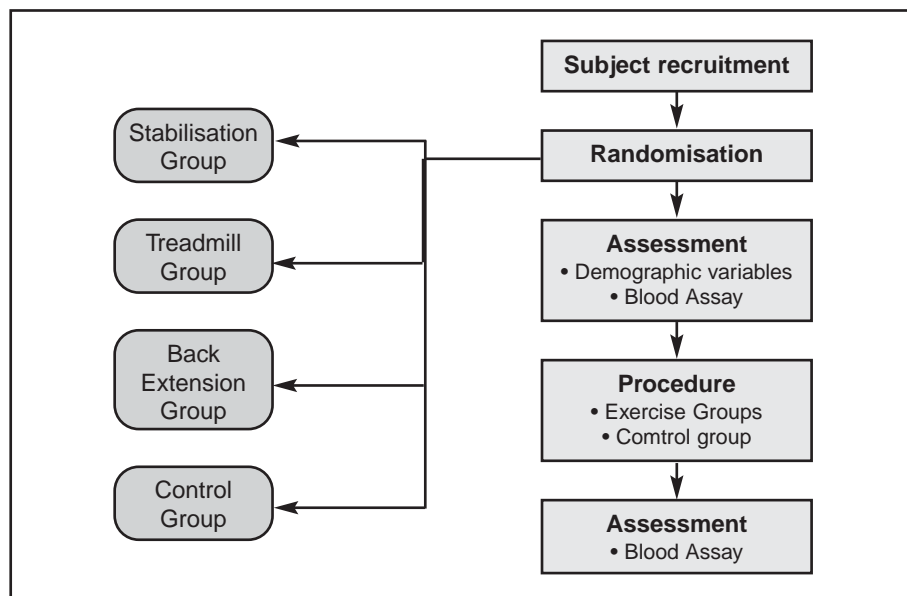 Subject recruitment
Randomisation
Stabilisation
Group
Treadmill
Group
Back
Extension
Group
Control
Group
Assessment
• Demographic variables
• Blood Assay
Procedure
• Exercise Groups
• Comtrol group
Assessment
• Blood Assay